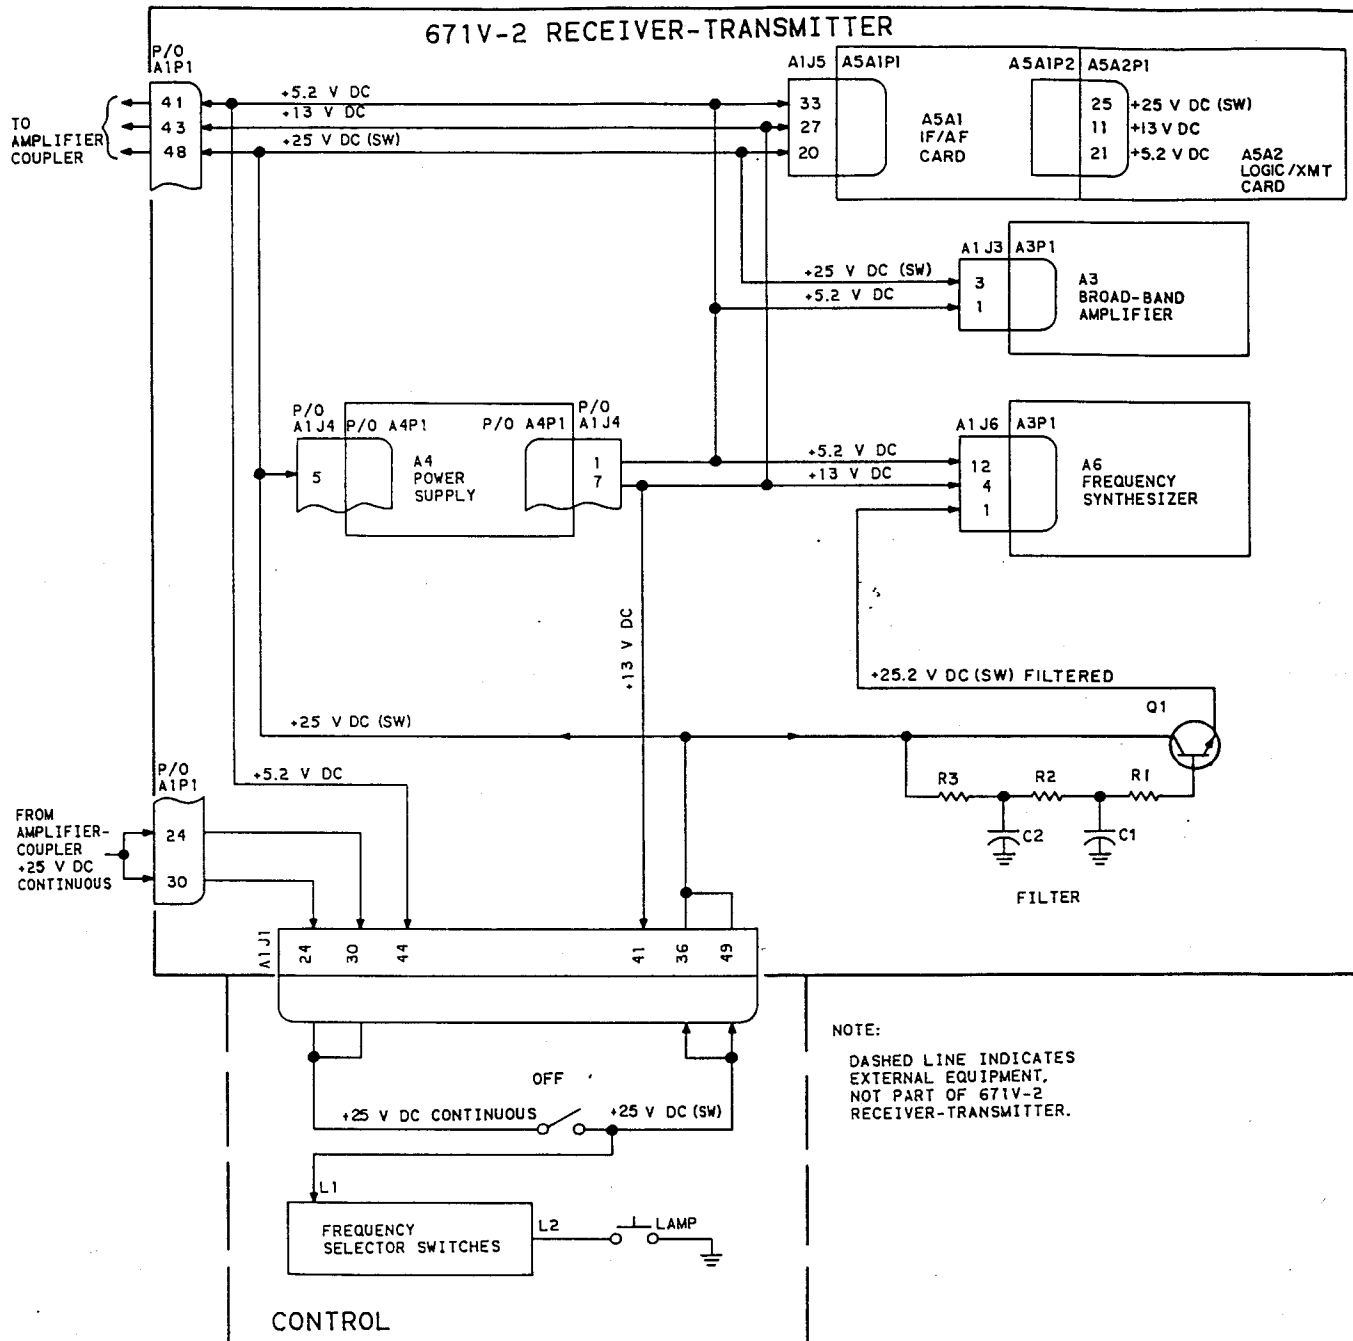 671V-2 RECEIVER-TRANSMITTER
P/O
A1P1
41
43
48
TO
AMPLIFIER
COUPLER
+5.2 V DC
+13 V DC
+25 V DC (SW)
A1J5
A5A1P1
33
27
20
A5A1
IF/AF
CARD
A5A1P2
A5A2P1
25 +25 V DC (SW)
11 +13 V DC
21 +5.2 V DC
A5A2
LOGIC/XMT
CARD
A1J3
A3P1
+25 V DC (SW)
+5.2 V DC
3
1
A3
BROAD-BAND
AMPLIFIER
P/O
A1J4
P/O A4P1
5
A4
POWER
SUPPLY
P/O A4P1
P/O
A1J4
1
7
+5.2 V DC
+13 V DC
A1J6
A3P1
12
4
1
A6
FREQUENCY
SYNTHESIZER
+13 V DC
+25.2 V DC (SW) FILTERED
Q1
+25 V DC (SW)
R3
R2
R1
C2
C1
FILTER
+5.2 V DC
P/O
A1P1
24
30
FROM
AMPLIFIER-
COUPLER
+25 V DC
CONTINUOUS
A1J1
24
30
44
41
36
49
OFF
+25 V DC CONTINUOUS
+25 V DC (SW)
L1
FREQUENCY
SELECTOR SWITCHES
L2
LAMP
CONTROL
NOTE:
DASHED LINE INDICATES
EXTERNAL EQUIPMENT,
NOT PART OF 671V-2
RECEIVER-TRANSMITTER.